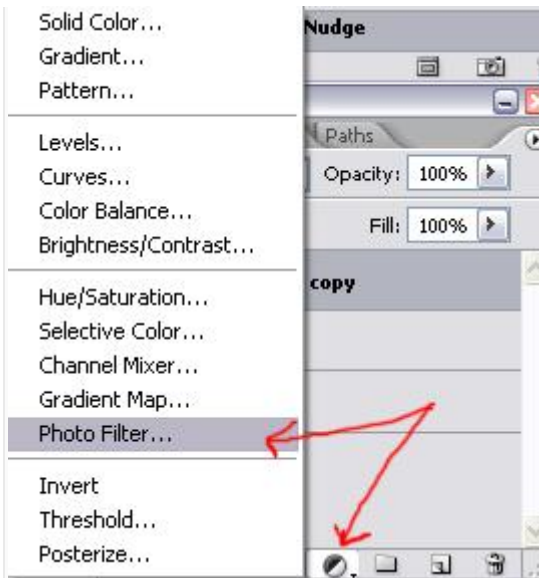 Solid Color...
Gradient...
Pattern...
Levels...
Curves...
Color Balance...
Brightness/Contrast...
Hue/Saturation...
Selective Color...
Channel Mixer...
Gradient Map...
Photo Filter...
Invert
Threshold...
Posterize...
Nudge
Paths
Opacity: 100%
Fill: 100%
copy